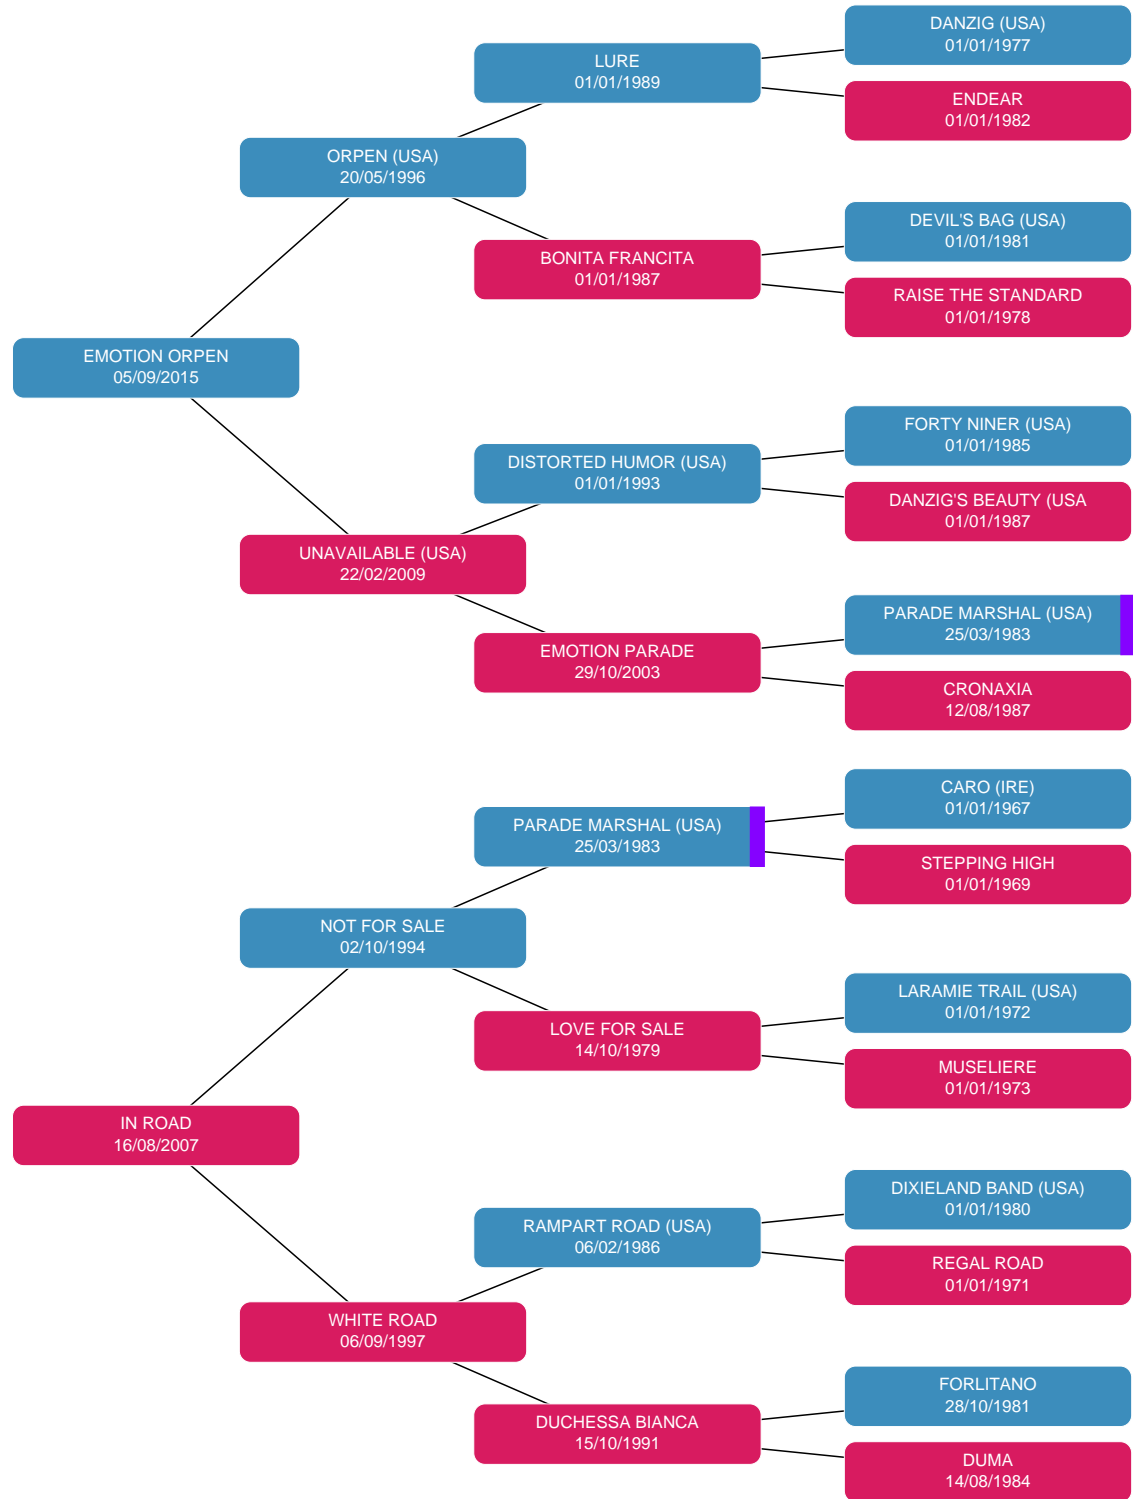 DANZIG (USA)
01/01/1977
LURE
01/01/1989
ENDEAR
01/01/1982
ORPEN (USA)
20/05/1996
DEVIL'S BAG (USA)
01/01/1981
BONITA FRANCITA
01/01/1987
RAISE THE STANDARD
01/01/1978
EMOTION ORPEN
05/09/2015
FORTY NINER (USA)
01/01/1985
DISTORTED HUMOR (USA)
01/01/1993
DANZIG'S BEAUTY (USA
01/01/1987
UNAVAILABLE (USA)
22/02/2009
PARADE MARSHAL (USA)
25/03/1983
EMOTION PARADE
29/10/2003
CRONAXIA
12/08/1987
CARO (IRE)
01/01/1967
PARADE MARSHAL (USA)
25/03/1983
STEPPING HIGH
01/01/1969
NOT FOR SALE
02/10/1994
LARAMIE TRAIL (USA)
01/01/1972
LOVE FOR SALE
14/10/1979
MUSELIERE
01/01/1973
IN ROAD
16/08/2007
DIXIELAND BAND (USA)
01/01/1980
RAMPART ROAD (USA)
06/02/1986
REGAL ROAD
01/01/1971
WHITE ROAD
06/09/1997
FORLITANO
28/10/1981
DUCHESSA BIANCA
15/10/1991
DUMA
14/08/1984